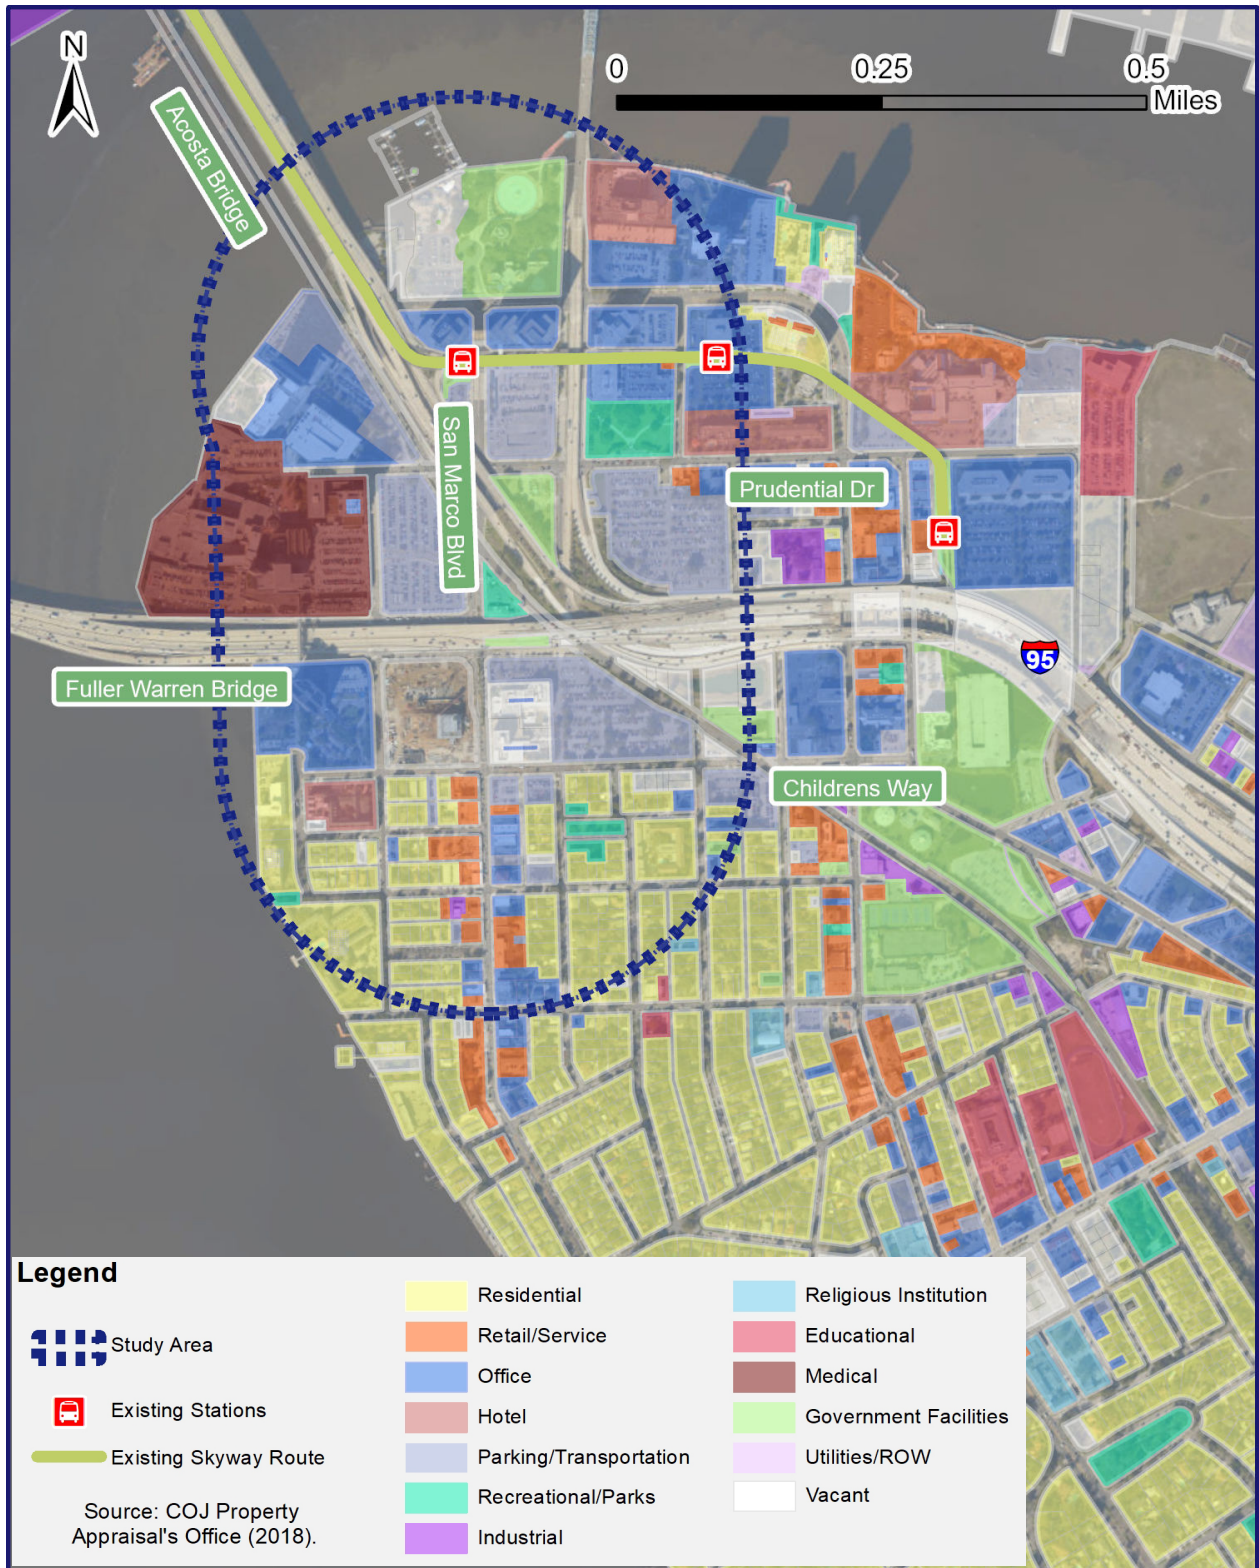 N
0 0.25 0.5
Miles
Acosta Bridge
San Marco Blvd
Prudential Dr
95
Fuller Warren Bridge
Childrens Way
Legend
Study Area
Existing Stations
Existing Skyway Route
Source: COJ Property
Appraisal's Office (2018).
Residential
Retail/Service
Office
Hotel
Parking/Transportation
Recreational/Parks
Industrial
Religious Institution
Educational
Medical
Government Facilities
Utilities/ROW
Vacant